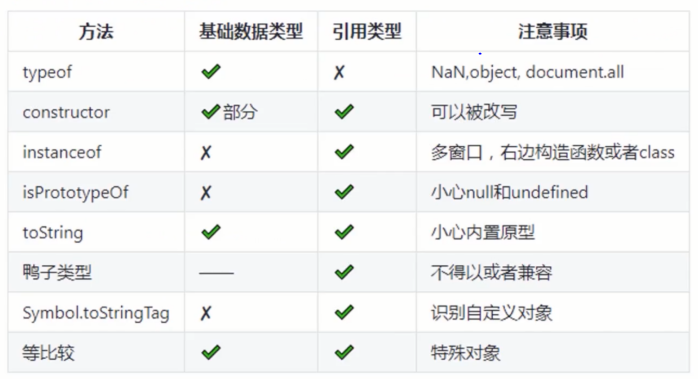 方法 基础数据类型 引用类型 注意事项
typeof ✔ ✗ NaN,object, document.all
constructor ✔部分 ✔ 可以被改写
instanceof ✗ ✔ 多窗口，右边构造函数或者class
isPrototypeOf ✗ ✔ 小心null和undefined
toString ✔ ✔ 小心内置原型
鸭子类型 —— ✔ 不得以或者兼容
Symbol.toStringTag ✗ ✔ 识别自定义对象
等比较 ✔ ✔ 特殊对象